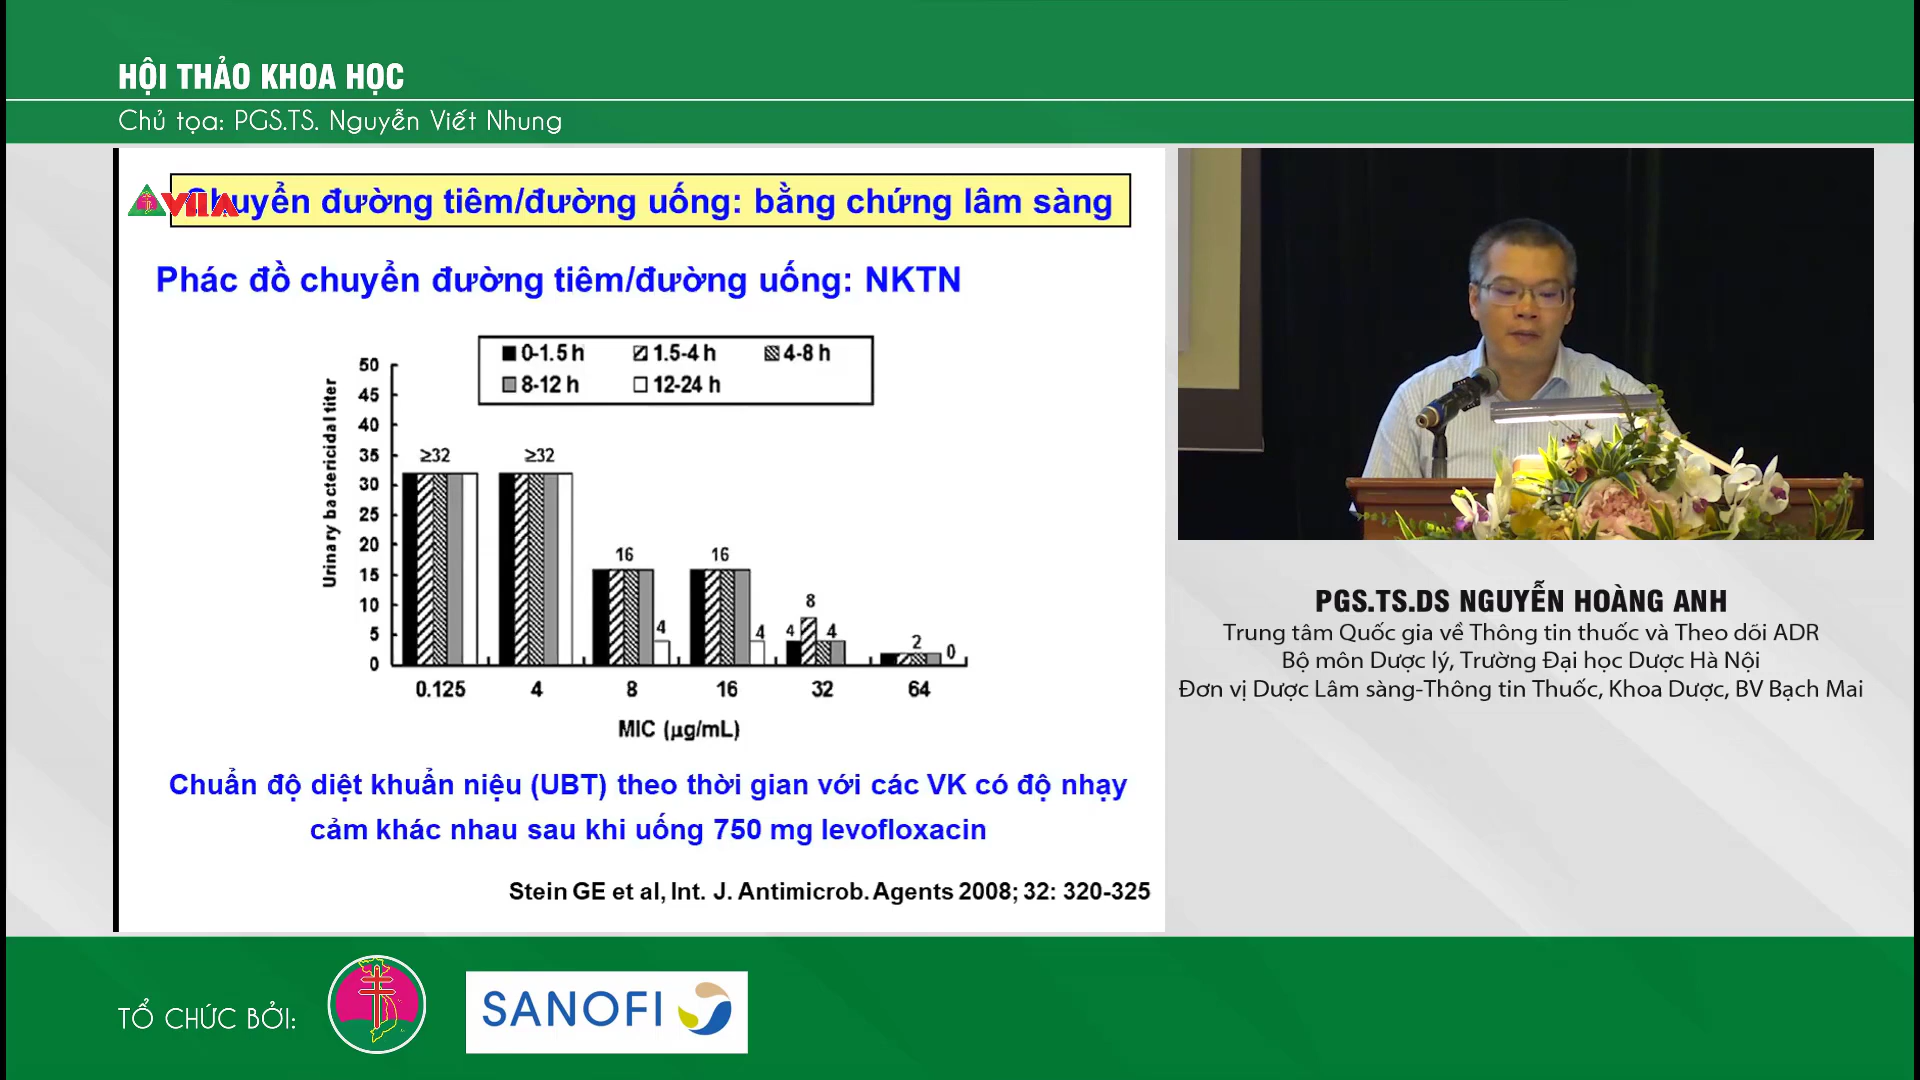 HỘI THẢO KHOA HỌC
Chủ tọa: PGS.TS. Nguyễn Viết Nhung
Chuyển đường tiêm/đường uống: bằng chứng lâm sàng
Phác đồ chuyển đường tiêm/đường uống: NKTN
0-1.5 h 1.5-4 h 4-8 h
8-12 h 12-24 h
Urinary bactericidal titer
50
45
40
35
30
25
20
15
10
5
0
≥32 ≥32 16 4 16 4 4 8 4 2 0
0.125 4 8 16 32 64
MIC (µg/mL)
Chuẩn độ diệt khuẩn niệu (UBT) theo thời gian với các VK có độ nhạy
cảm khác nhau sau khi uống 750 mg levofloxacin
Stein GE et al, Int. J. Antimicrob. Agents 2008; 32: 320-325
PGS.TS.DS NGUYỄN HOÀNG ANH
Trung tâm Quốc gia về Thông tin thuốc và Theo dõi ADR
Bộ môn Dược lý, Trường Đại học Dược Hà Nội
Đơn vị Dược Lâm sàng-Thông tin Thuốc, Khoa Dược, BV Bạch Mai
TỔ CHỨC BỞI:
SANOFI